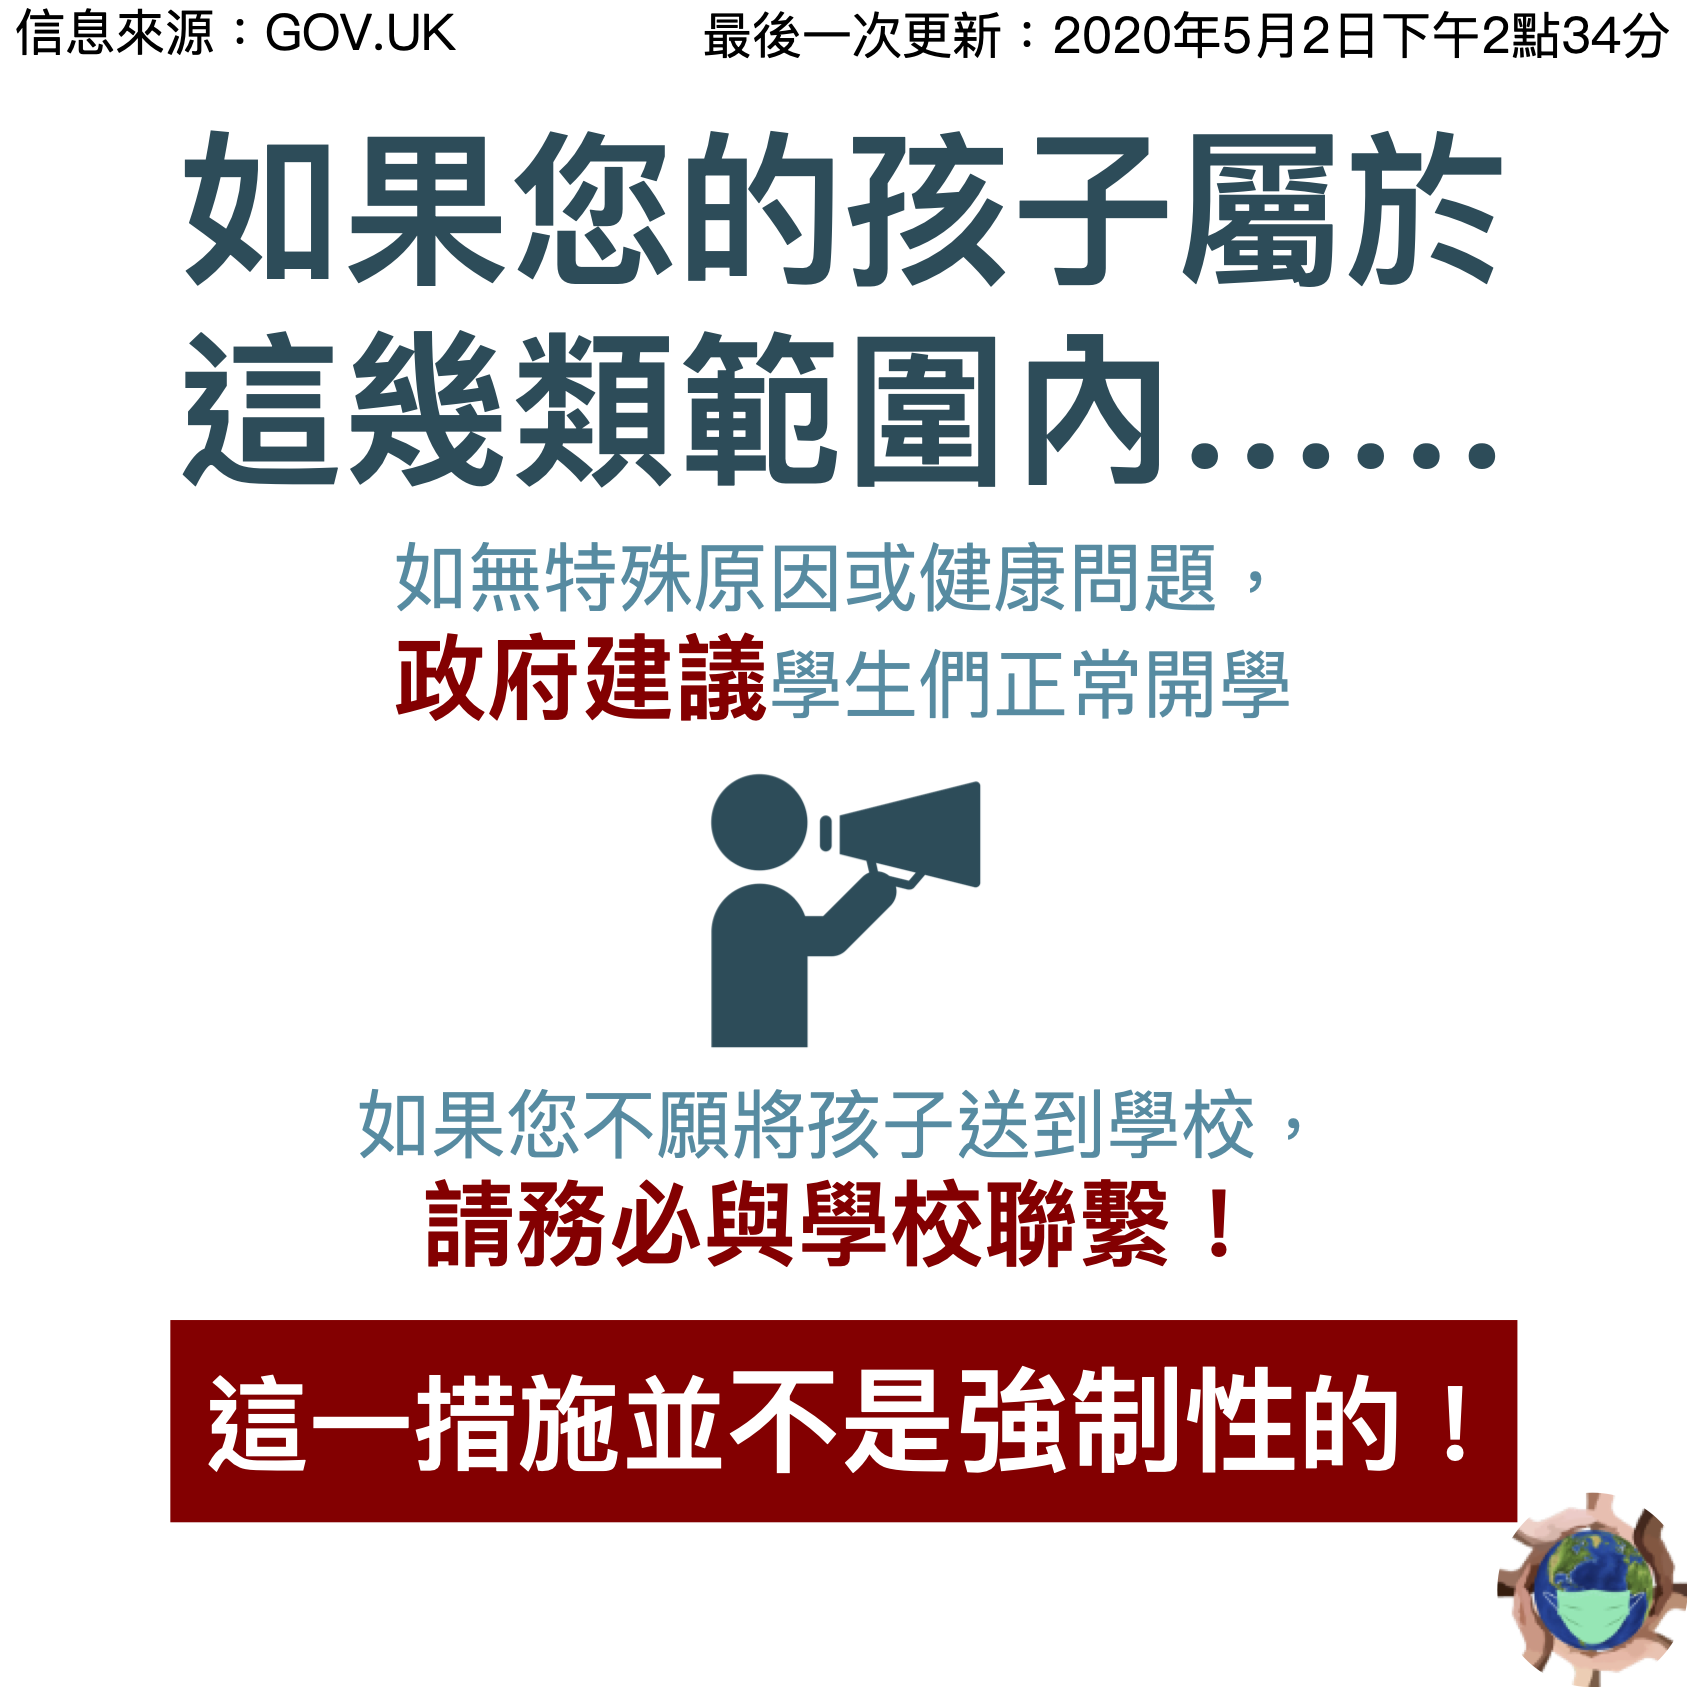 信息來源：GOV.UK
最後一次更新：2020年5月2日下午2點34分
如果您的孩子屬於
這幾類範圍內......
如無特殊原因或健康問題，
政府建議學生們正常開學
如果您不願將孩子送到學校，
請務必與學校聯繫！
這一措施並不是強制性的！